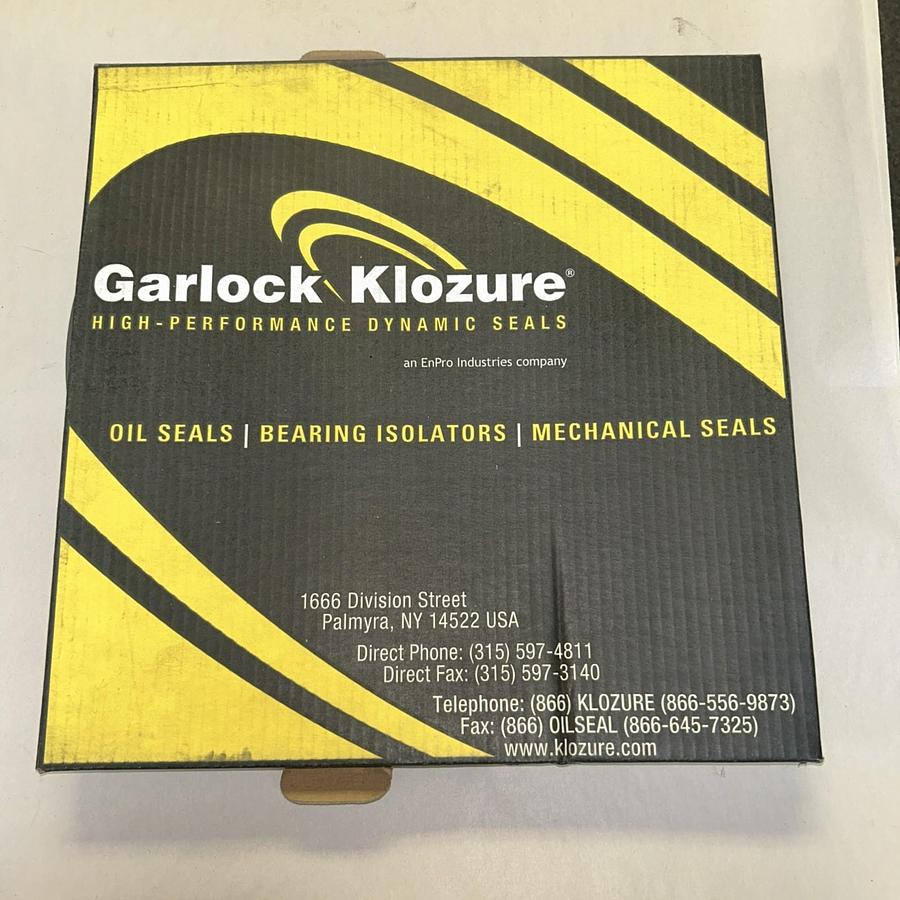 Garlock Klozure®
HIGH-PERFORMANCE DYNAMIC SEALS
an EnPro Industries company
OIL SEALS | BEARING ISOLATORS | MECHANICAL SEALS
1666 Division Street
Palmyra, NY 14522 USA
Direct Phone: (315) 597-4811
Direct Fax: (315) 597-3140
Telephone: (866) KLOZURE (866-556-9873)
Fax: (866) OILSEAL (866-645-7325)
www.klozure.com